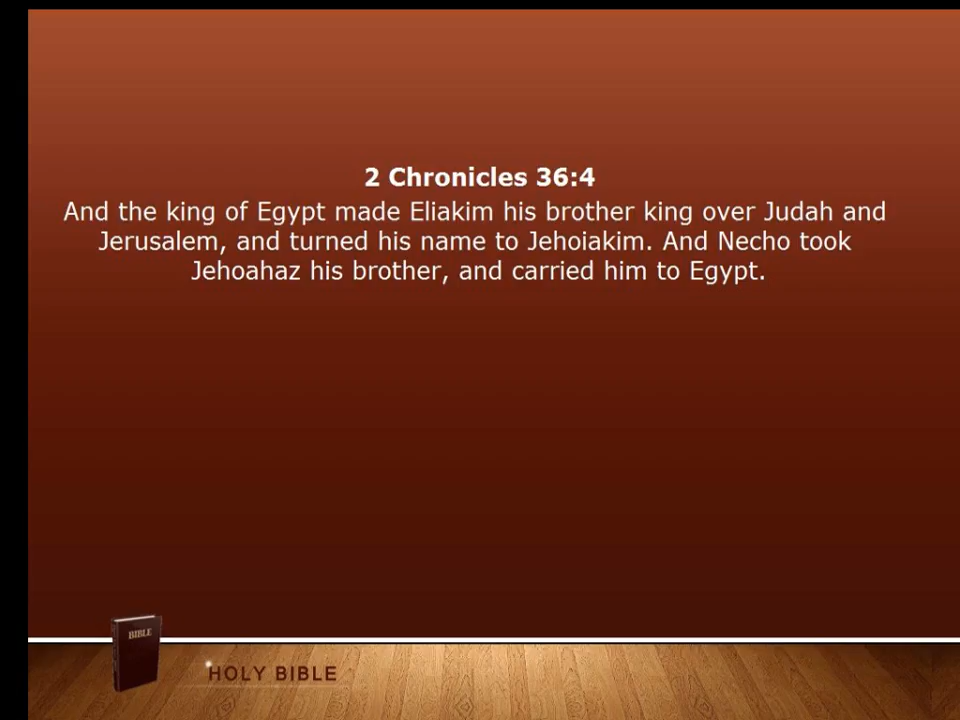 2 Chronicles 36:4
And the king of Egypt made Eliakim his brother king over Judah and
Jerusalem, and turned his name to Jehoiakim. And Necho took
Jehoahaz his brother, and carried him to Egypt.
BIBLE
HOLY BIBLE